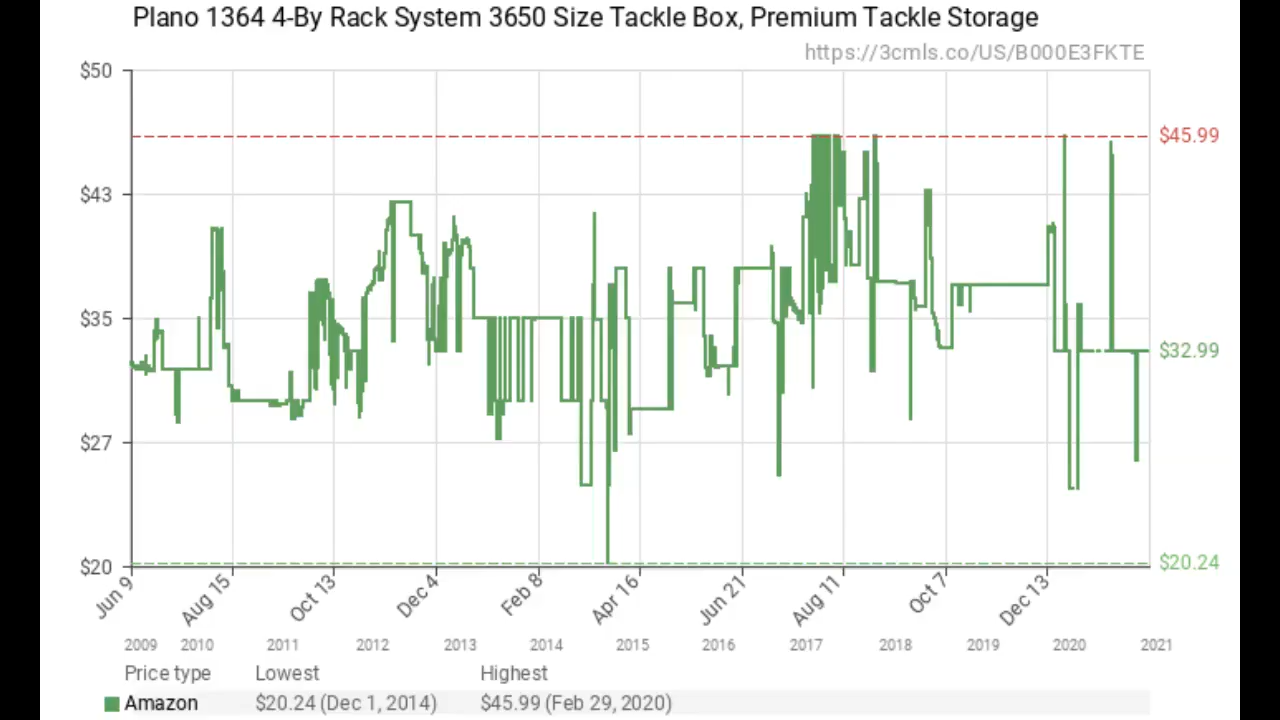 Plano 1364 4-By Rack System 3650 Size Tackle Box, Premium Tackle Storage
https://3cmls.co/US/B000E3FKTE
$50
$45.99
$43
$35
$32.99
$27
$20
$20.24
Jun 9 Aug 15 Oct 13 Dec 4 Feb 8 Apr 16 Jun 21 Aug 11 Oct 7 Dec 13
2009 2010 2011 2012 2013 2014 2015 2016 2017 2018 2019 2020 2021
Price type Lowest Highest
Amazon $20.24 (Dec 1, 2014) $45.99 (Feb 29, 2020)